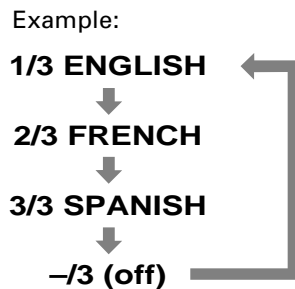 Example:
1/3 ENGLISH
2/3 FRENCH
3/3 SPANISH
–/3 (off)